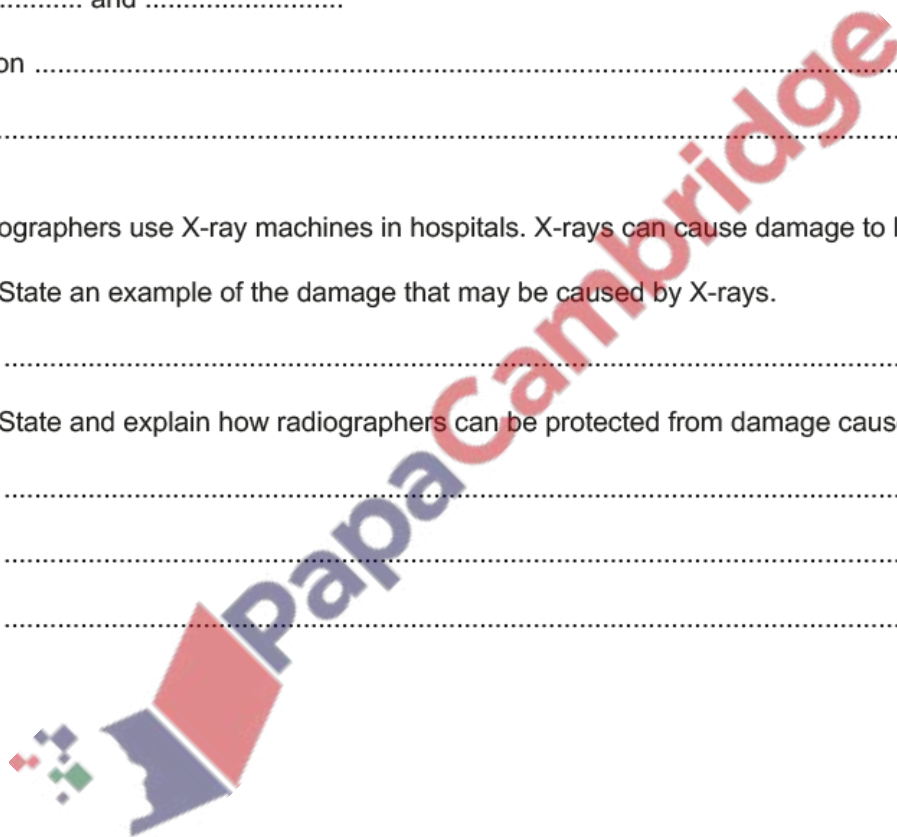 ............ and ..........................
on ................................................................
................................................................
ographers use X-ray machines in hospitals. X-rays can cause damage to
State an example of the damage that may be caused by X-rays.
................................................................
State and explain how radiographers can be protected from damage caus
................................................................
................................................................
................................................................
PapaCambridge